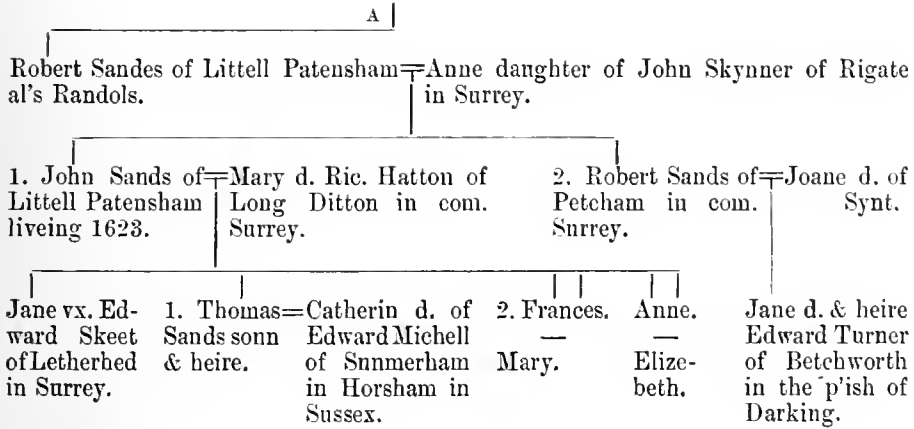 A
Robert Sandes of Littell Patensham
al's Randols.
Anne daughter of John Skynner of Rigate
in Surrey.
1. John Sands of
Littell Patensham
liveing 1623.
Mary d. Ric. Hatton of
Long Ditton in com.
Surrey.
2. Robert Sands of
Petcham in com.
Surrey.
Joane d. of
Synt.
Jane vx. Ed-
ward Skeet
of Letherhed
in Surrey.
1. Thomas
Sands sonn
& heire.
Catherin d. of
Edward Michell
of Snnmerham
in Horsham in
Sussex.
2. Frances.
—
Mary.
Anne.
—
Elize-
beth.
Jane d. & heire
Edward Turner
of Betchworth
in the p'ish of
Darking.